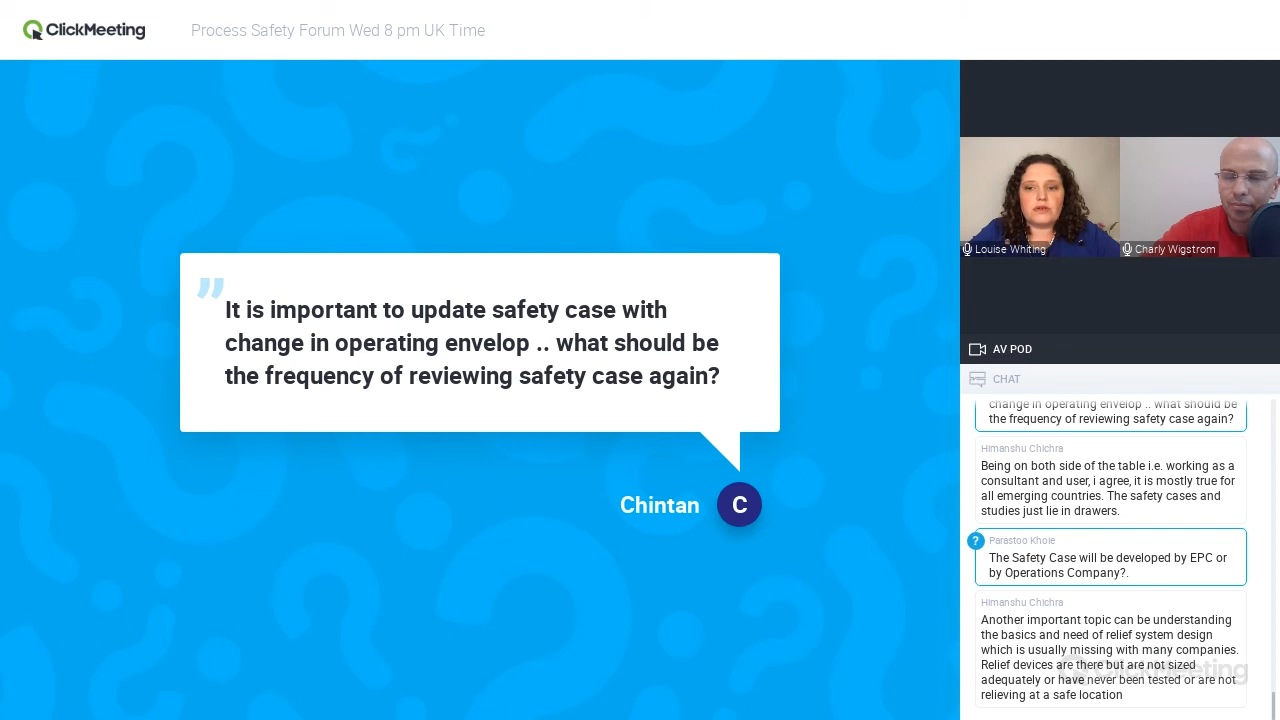 ClickMeeting
Process Safety Forum Wed 8 pm UK Time
It is important to update safety case with
change in operating envelop .. what should be
the frequency of reviewing safety case again?
Chintan
C
Louise Whiting
Charly Wigstrom
AV POD
CHAT
change in operating envelop .. what should be
the frequency of reviewing safety case again?
Himanshu Chichra
Being on both side of the table i.e. working as a
consultant and user, i agree, it is mostly true for
all emerging countries. The safety cases and
studies just lie in drawers.
?
Parastoo Khoie
The Safety Case will be developed by EPC or
by Operations Company?.
Himanshu Chichra
Another important topic can be understanding
the basics and need of relief system design
which is usually missing with many companies.
Relief devices are there but are not sized
adequately or have never been tested or are not
relieving at a safe location
ClickMeeting